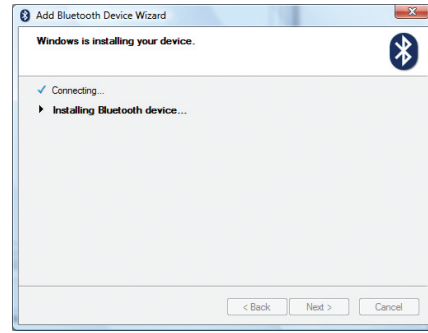 Add Bluetooth Device Wizard
Windows is installing your device.
Connecting...
Installing Bluetooth device...
< Back
Next >
Cancel